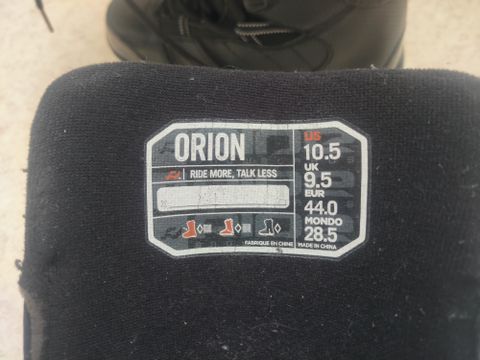 ORION
RIDE MORE, TALK LESS
US
10.5
UK
9.5
EUR
44.0
MONDO
28.5
FABRIQUE EN CHINE
MADE IN CHINA